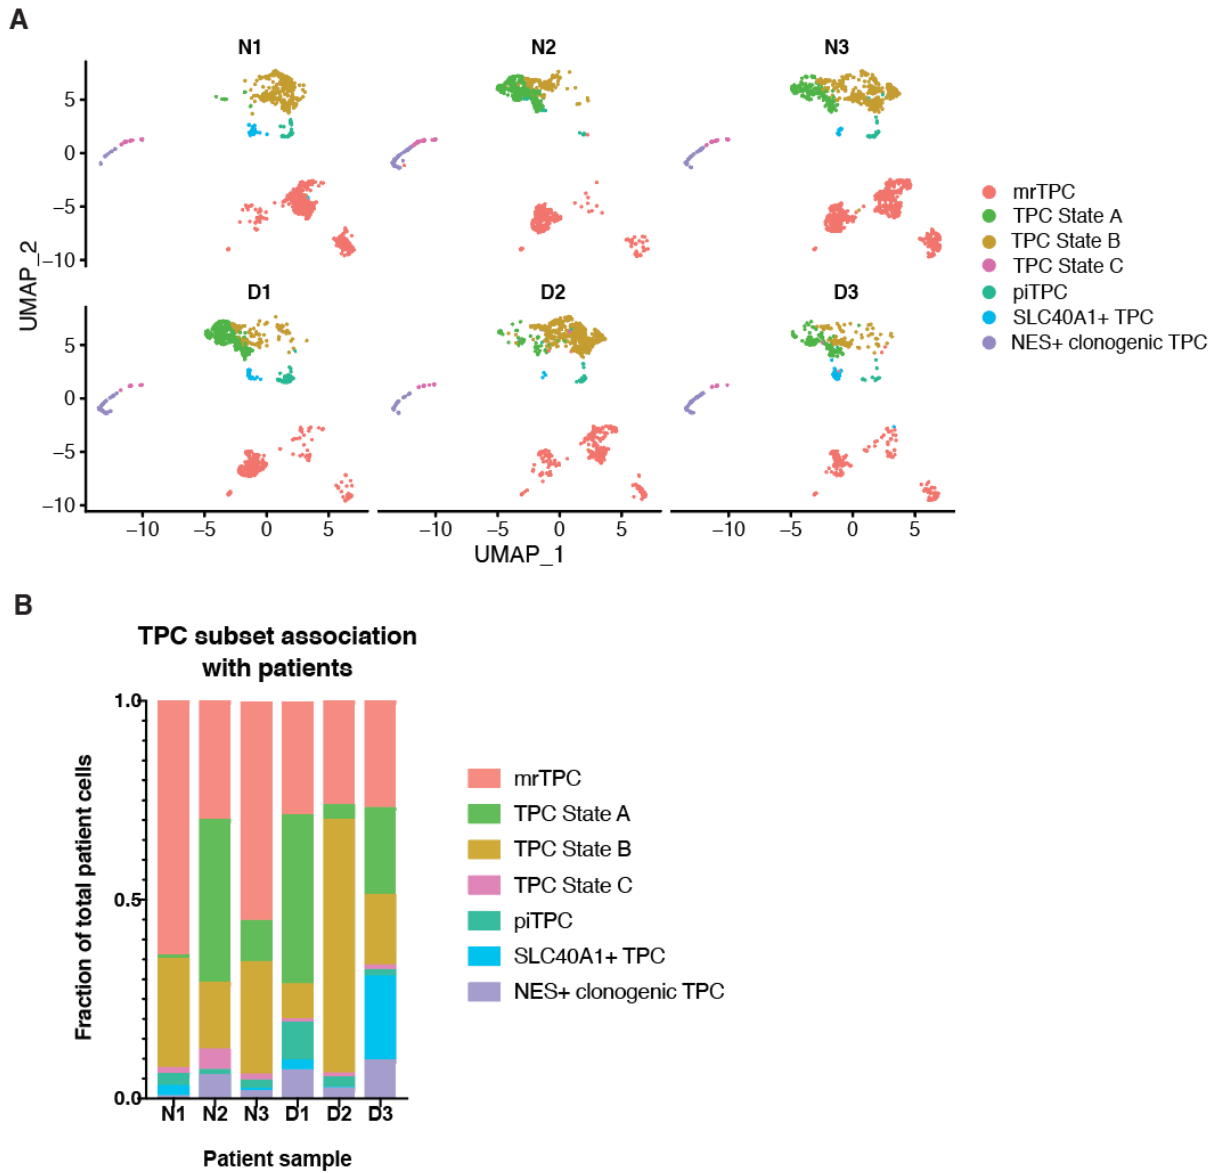 A
N1
N2
N3
5
0
−5
−10
UMAP_2
mrTPC
TPC State A
TPC State B
TPC State C
piTPC
SLC40A1+ TPC
NES+ clonogenic TPC
D1
D2
D3
5
0
−5
−10
−10 −5 0 5
−10 −5 0 5
−10 −5 0 5
UMAP_1
B
TPC subset association
with patients
1.0
0.5
0.0
Fraction of total patient cells
mrTPC
TPC State A
TPC State B
TPC State C
piTPC
SLC40A1+ TPC
NES+ clonogenic TPC
N1 N2 N3 D1 D2 D3
Patient sample